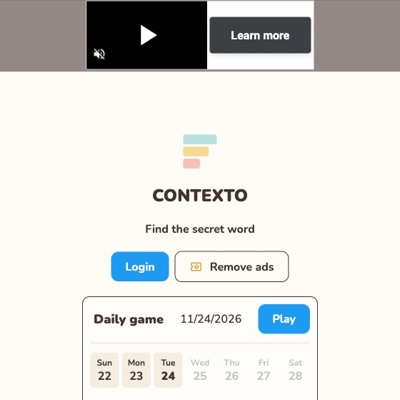 Learn more
CONTEXTO
Find the secret word
Login
Remove ads
Daily game 11/24/2026 Play
Sun Mon Tue Wed Thu Fri Sat
22 23 24 25 26 27 28